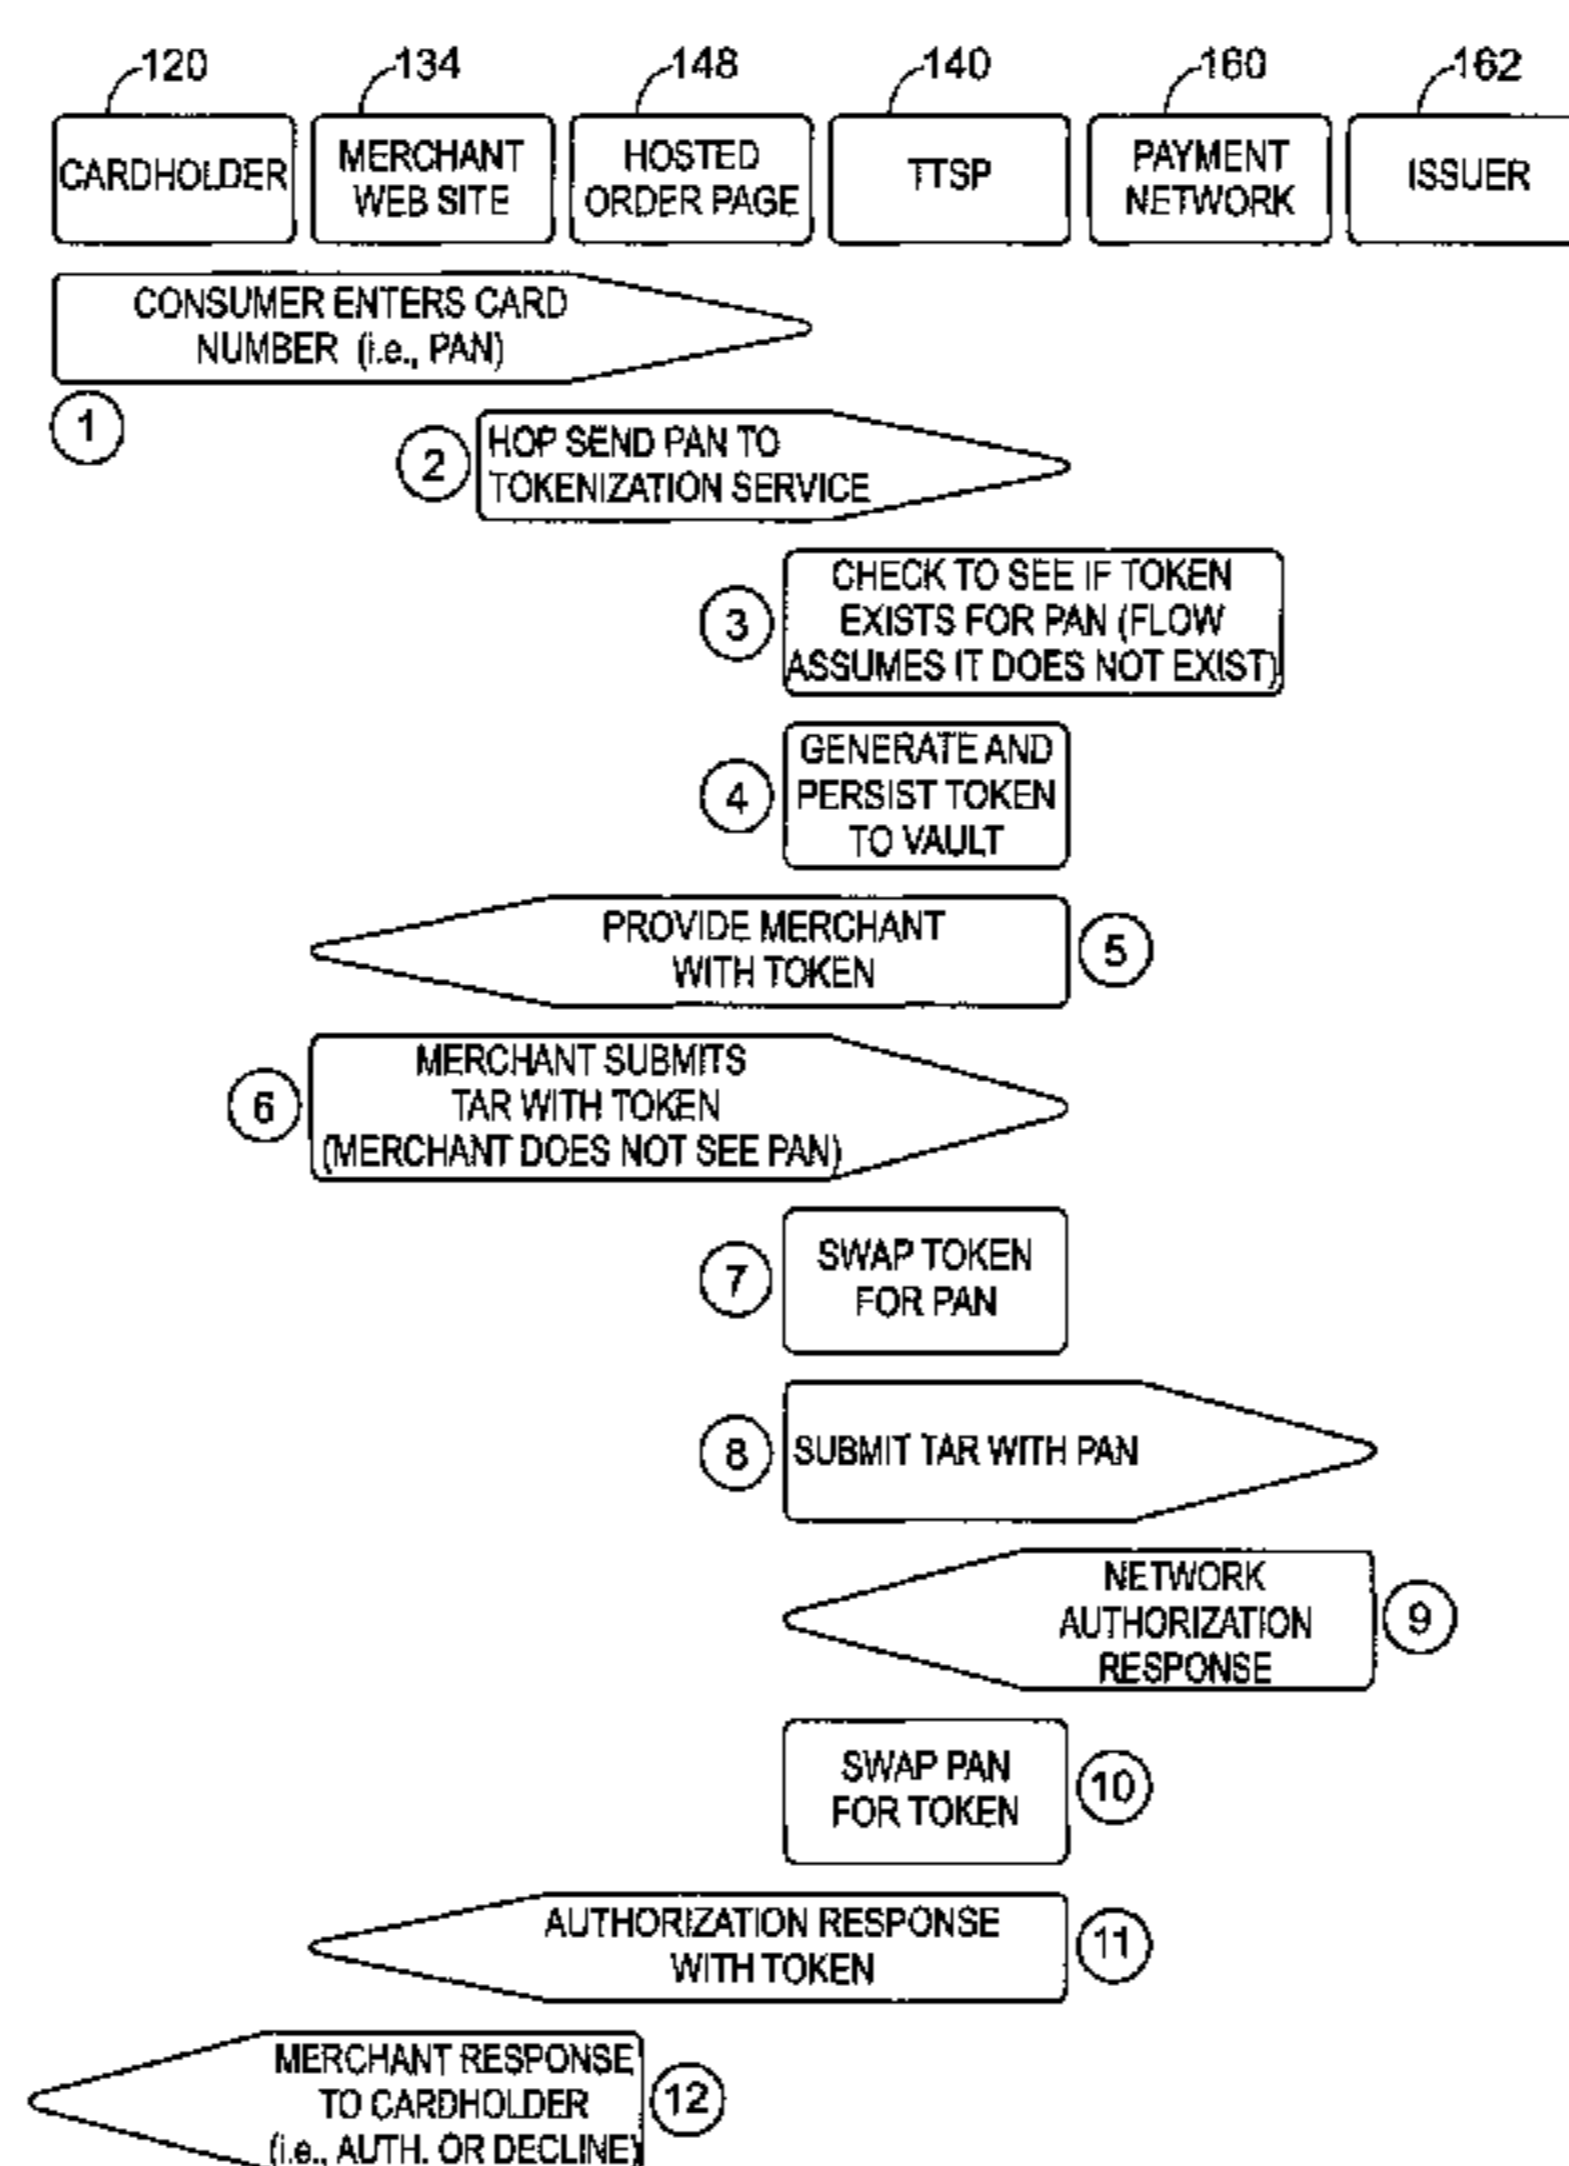 120
134
148
140
160
162
CARDHOLDER
MERCHANT
WEB SITE
HOSTED
ORDER PAGE
TTSP
PAYMENT
NETWORK
ISSUER
CONSUMER ENTERS CARD
NUMBER (i.e., PAN)
1
2
HOP SEND PAN TO
TOKENIZATION SERVICE
3
CHECK TO SEE IF TOKEN
EXISTS FOR PAN (FLOW
ASSUMES IT DOES NOT EXIST)
4
GENERATE AND
PERSIST TOKEN
TO VAULT
PROVIDE MERCHANT
WITH TOKEN
5
6
MERCHANT SUBMITS
TAR WITH TOKEN
(MERCHANT DOES NOT SEE PAN)
7
SWAP TOKEN
FOR PAN
8
SUBMIT TAR WITH PAN
NETWORK
AUTHORIZATION
RESPONSE
9
SWAP PAN
FOR TOKEN
10
AUTHORIZATION RESPONSE
WITH TOKEN
11
MERCHANT RESPONSE
TO CARDHOLDER
(i.e., AUTH. OR DECLINE)
12